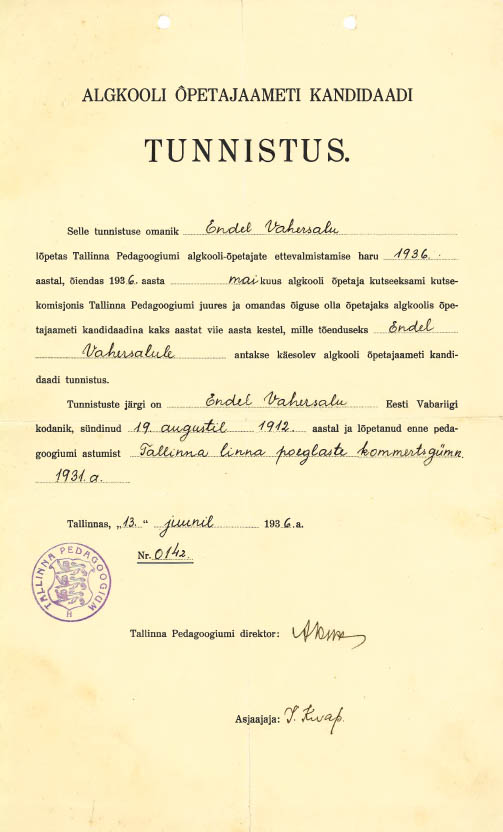 ALGKOOLI ÕPETAJAAMETI KANDIDAADI
TUNNISTUS.
Selle tunnistuse omanik Endel Vahersalu
lõpetas Tallinna Pedagoogiumi algkooli-õpetajate ettevalmistamise haru 1936.
aastal, õiendas 1936. aasta mai kuus algkooli õpetaja kutseeksami kutse-
komisjonis Tallinna Pedagoogiumi juures ja omandas õiguse olla õpetajaks algkoolis õpe-
tajaameti kandidaadina kaks aastat viie aasta kestel, mille tõenduseks Endel
Vahersalule antakse käesolev algkooli õpetajaameti kandi-
daadi tunnistus.
Tunnistuste järgi on Endel Vahersalu Eesti Vabariigi
kodanik, sündinud 19. augustil 1912. aastal ja lõpetanud enne peda-
googiumi astumist Tallinna linna poeglaste kommertsgümn.
1931. a.
Tallinnas, „13.“ juunil 1936. a.
Nr. 0142.
TALLINNA PEDAGOOGIUM
H
Tallinna Pedagoogiumi direktor:
Asjaajaja: J. Kvap.